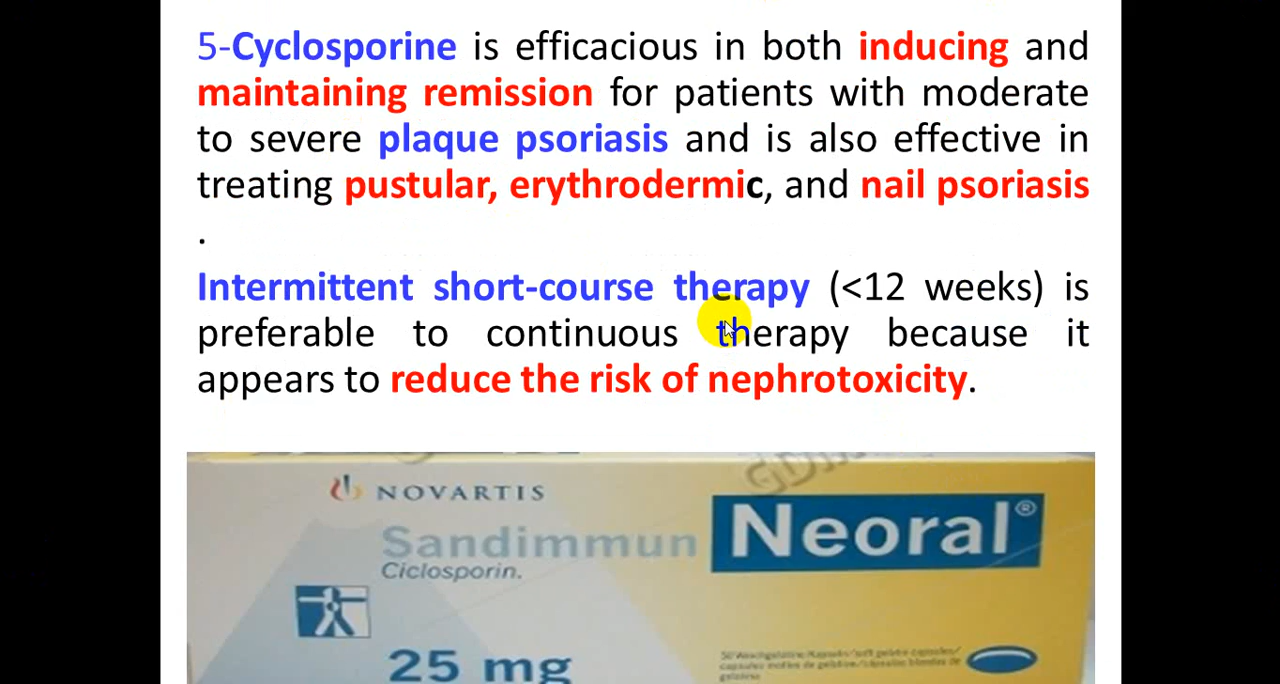 5-Cyclosporine is efficacious in both inducing and
maintaining remission for patients with moderate
to severe plaque psoriasis and is also effective in
treating pustular, erythrodermic, and nail psoriasis
.
Intermittent short-course therapy (<12 weeks) is
preferable to continuous therapy because it
appears to reduce the risk of nephrotoxicity.
NOVARTIS
Sandimmun Neoral®
Ciclosporin.
25 mg